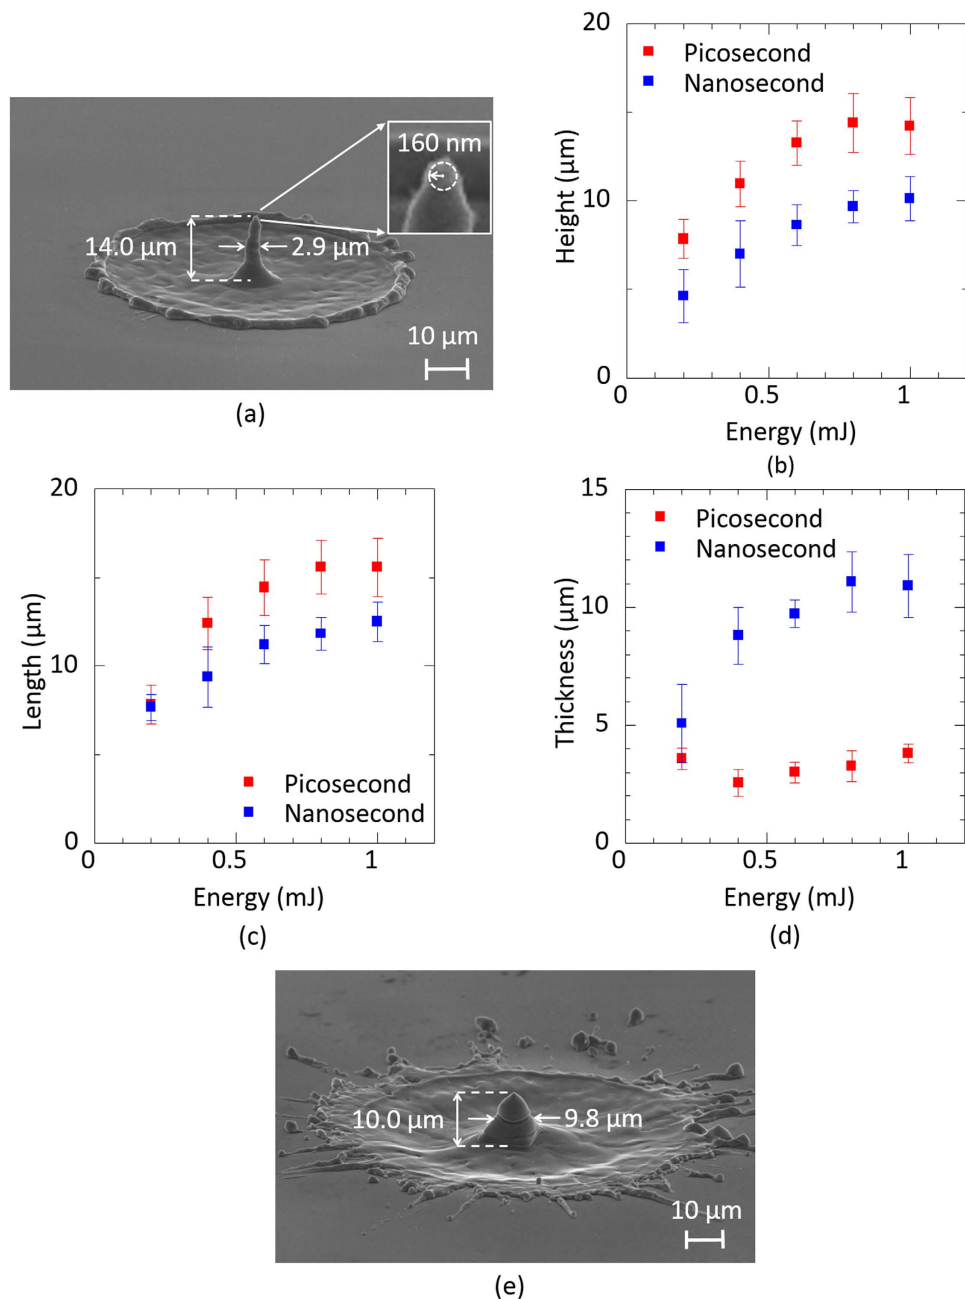 160 nm
14.0 µm
2.9 µm
10 µm
(a)
20
Picosecond
Nanosecond
Height (µm)
10
0
0
0.5
1
Energy (mJ)
(b)
20
Length (µm)
10
Picosecond
Nanosecond
0
0
0.5
1
Energy (mJ)
(c)
15
Picosecond
Nanosecond
Thickness (µm)
10
5
0
0
0.5
1
Energy (mJ)
(d)
10.0 µm
9.8 µm
10 µm
(e)